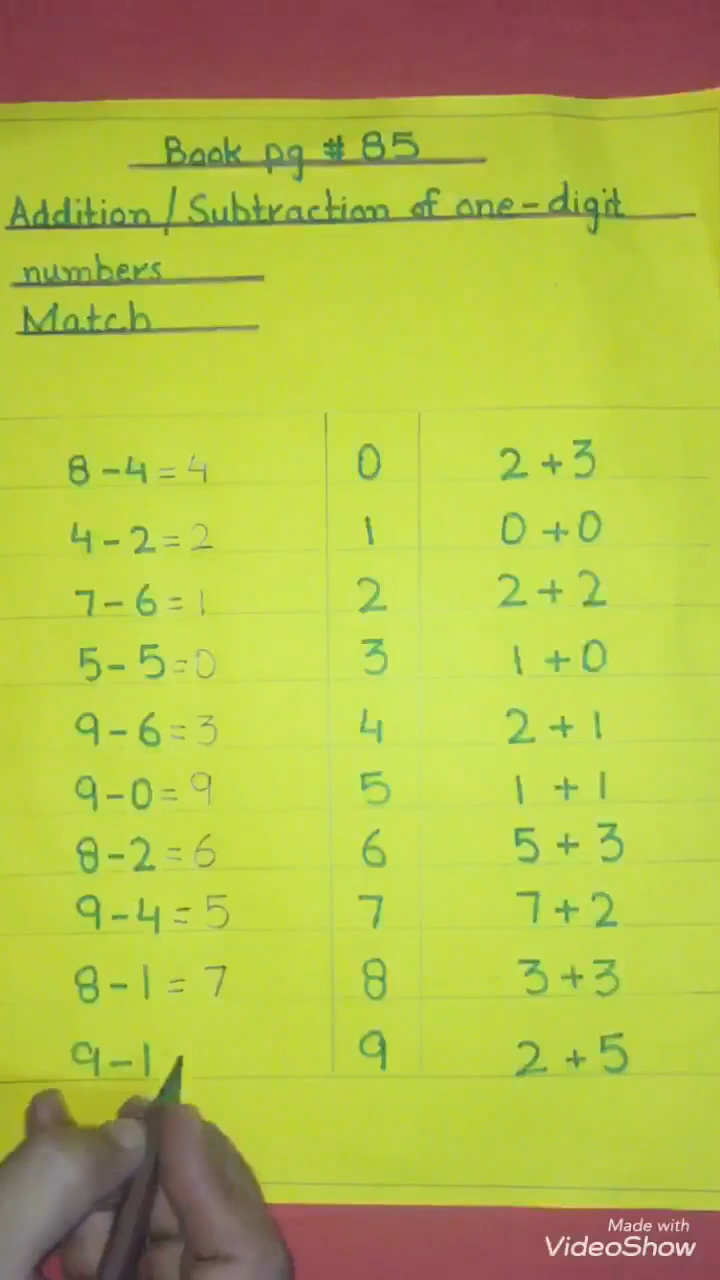 Book pg # 85
Addition / Subtraction of one-digit
numbers
Match
8 - 4 = 4 0 2 + 3
4 - 2 = 2 1 0 + 0
7 - 6 = 1 2 2 + 2
5 - 5 = 0 3 1 + 0
9 - 6 = 3 4 2 + 1
9 - 0 = 9 5 1 + 1
8 - 2 = 6 6 5 + 3
9 - 4 = 5 7 7 + 2
8 - 1 = 7 8 3 + 3
9 - 1 9 2 + 5
Made with
VideoShow